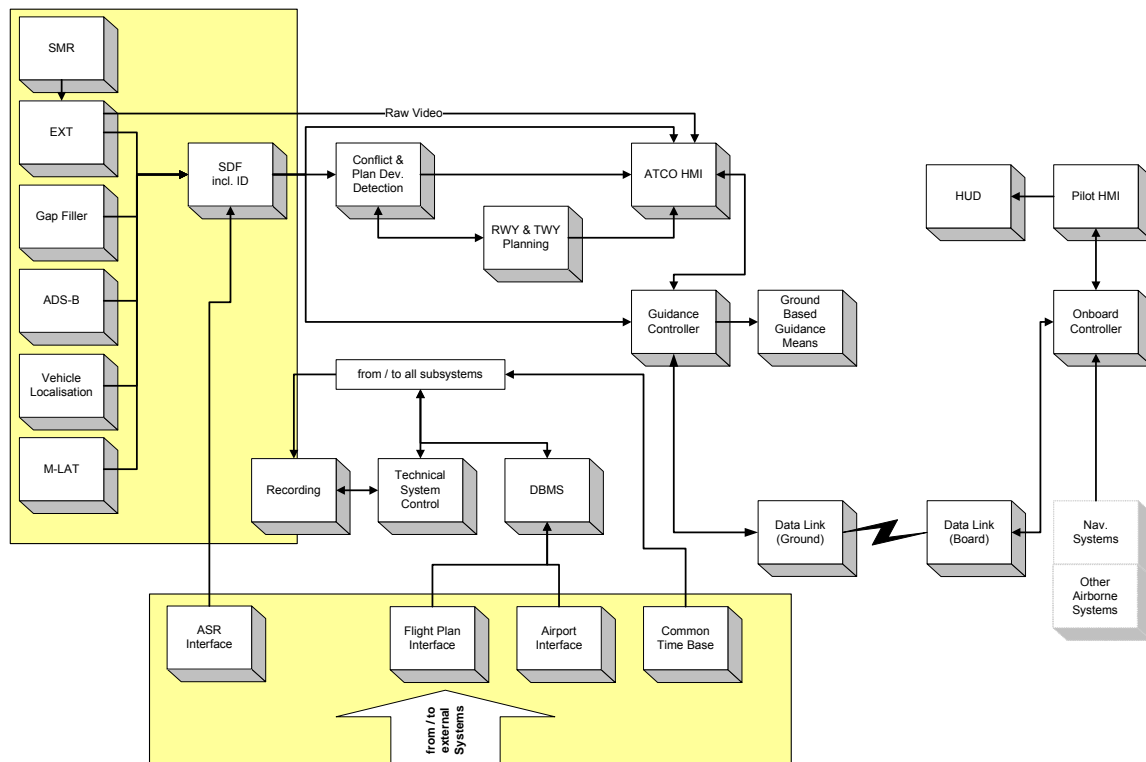 SMR
EXT
Raw Video
Gap Filler
ADS-B
Vehicle
Localisation
M-LAT
SDF
incl. ID
Conflict &
Plan Dev.
Detection
ATCO HMI
RWY & TWY
Planning
HUD
Pilot HMI
Guidance
Controller
Ground
Based
Guidance
Means
Onboard
Controller
from / to all subsystems
Recording
Technical
System
Control
DBMS
Data Link
(Ground)
Data Link
(Board)
Nav.
Systems
Other
Airborne
Systems
ASR
Interface
Flight Plan
Interface
Airport
Interface
Common
Time Base
from / to
external
Systems